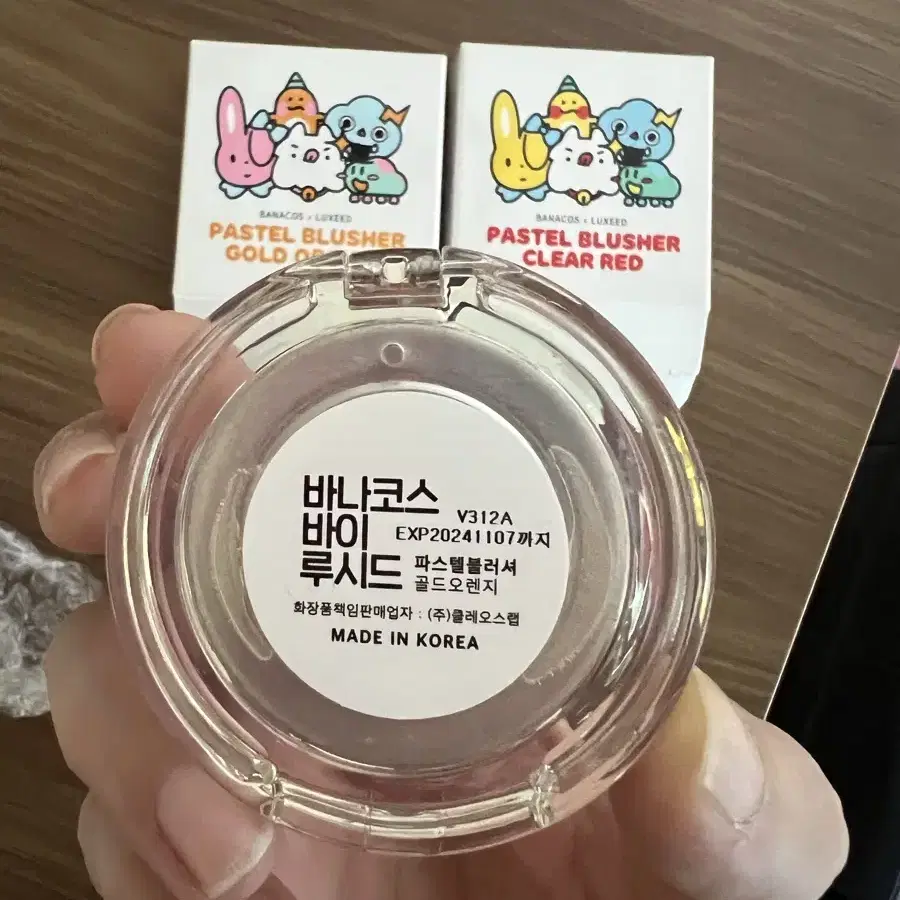 BANACOS x LUXEED
PASTEL BLUSHER
GOLD
BANACOS x LUXEED
PASTEL BLUSHER
CLEAR RED
바나코스
바이
루시드
V312A
EXP20241107까지
파스텔블러셔
골드오렌지
화장품책임판매업자 : (주)클레오스랩
MADE IN KOREA